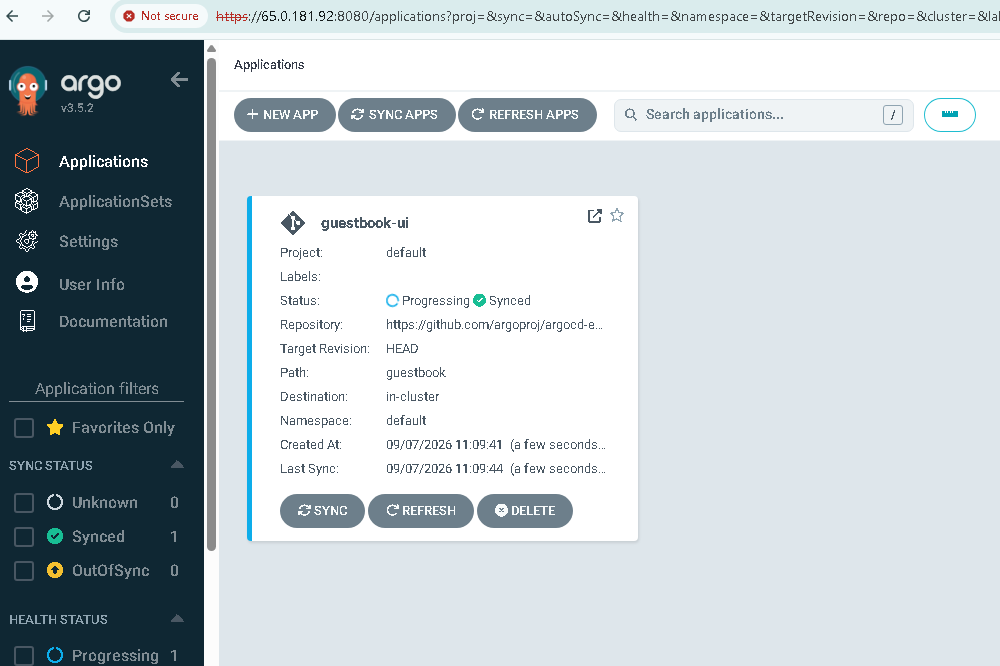 Not secure
https://65.0.181.92:8080/applications?proj=&sync=&autoSync=&health=&namespace=&targetRevision=&repo=&cluster=&lal
argo
v3.5.2
Applications
ApplicationSets
Settings
User Info
Documentation
Application filters
Favorites Only
SYNC STATUS
Unknown 0
Synced 1
OutOfSync 0
HEALTH STATUS
Progressing 1
Applications
NEW APP SYNC APPS REFRESH APPS Search applications... /
guestbook-ui
Project: default
Labels:
Status: Progressing Synced
Repository: https://github.com/argoproj/argocd-e...
Target Revision: HEAD
Path: guestbook
Destination: in-cluster
Namespace: default
Created At: 09/07/2026 11:09:41 (a few seconds...
Last Sync: 09/07/2026 11:09:44 (a few seconds...
SYNC REFRESH DELETE